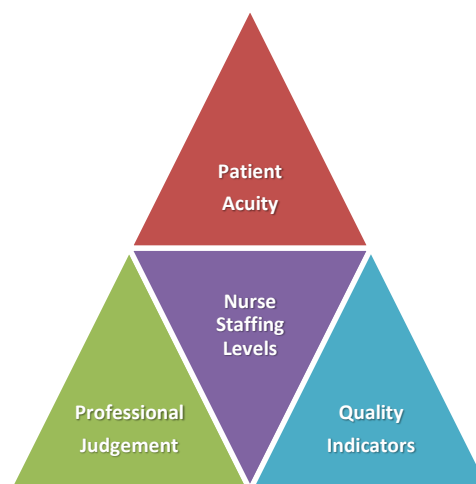 Patient
Acuity
Nurse
Staffing
Levels
Professional
Judgement
Quality
Indicators